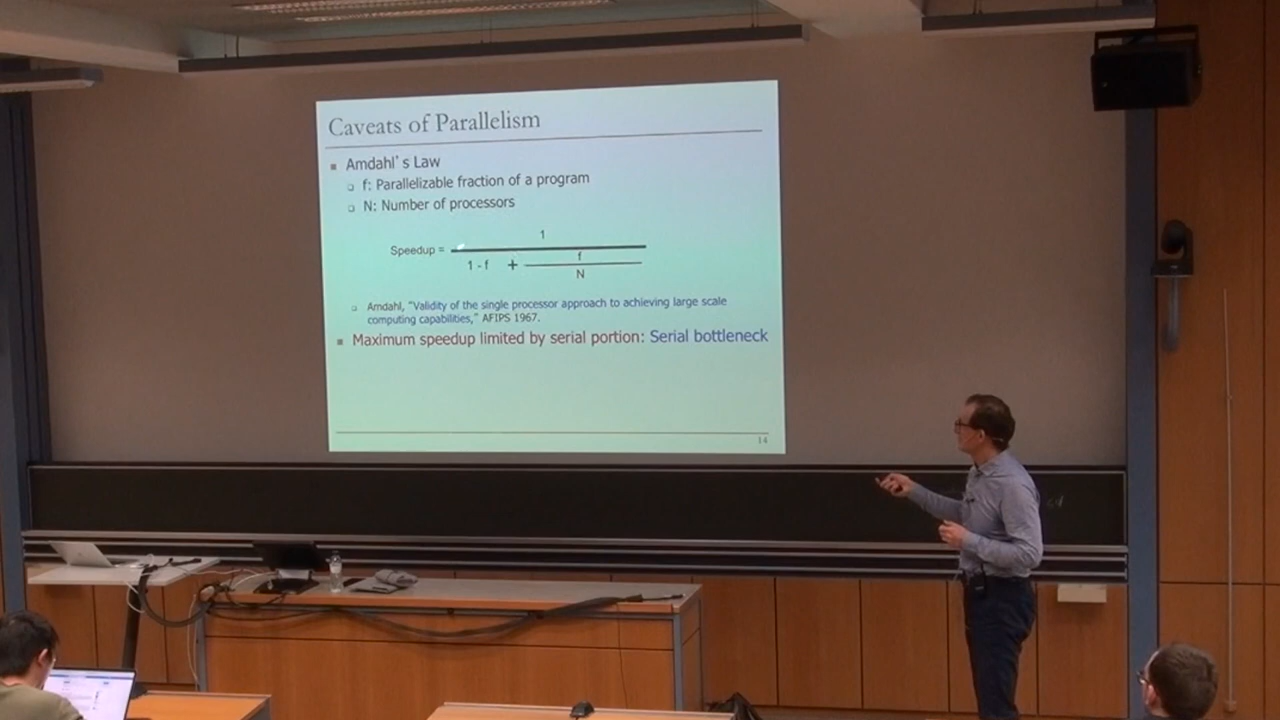 Caveats of Parallelism
Amdahl's Law
f: Parallelizable fraction of a program
N: Number of processors
1
Speedup =
1 - f + f
N
Amdahl, "Validity of the single processor approach to achieving large scale
computing capabilities," AFIPS 1967.
Maximum speedup limited by serial portion: Serial bottleneck
14